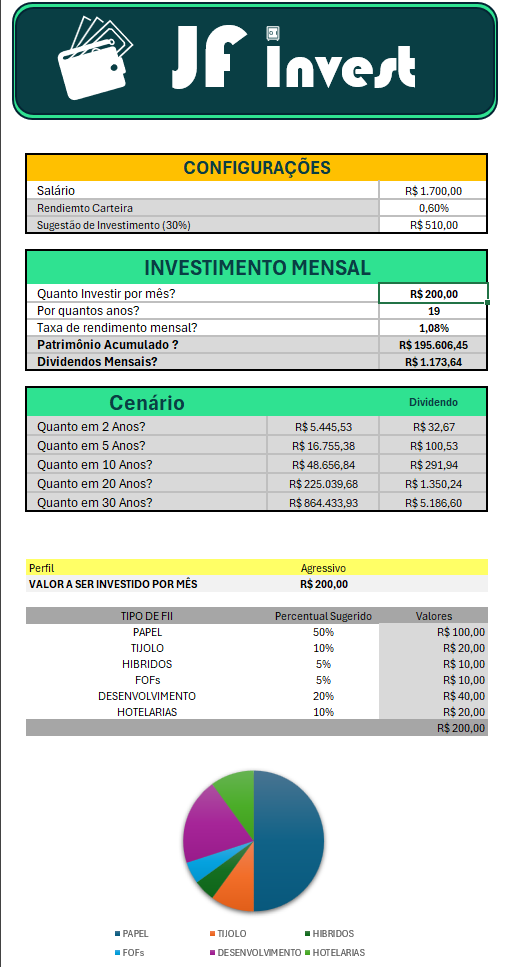 JF invest
CONFIGURAÇÕES
Salário R$ 1.700,00
Rendiemto Carteira 0,60%
Sugestão de Investimento (30%) R$ 510,00
INVESTIMENTO MENSAL
Quanto Investir por mês? R$ 200,00
Por quantos anos? 19
Taxa de rendimento mensal? 1,08%
Patrimônio Acumulado ? R$ 195.606,45
Dividendos Mensais? R$ 1.173,64
Cenário Dividendo
Quanto em 2 Anos? R$ 5.445,53 R$ 32,67
Quanto em 5 Anos? R$ 16.755,38 R$ 100,53
Quanto em 10 Anos? R$ 48.656,84 R$ 291,94
Quanto em 20 Anos? R$ 225.039,68 R$ 1.350,24
Quanto em 30 Anos? R$ 864.433,93 R$ 5.186,60
Perfil Agressivo
VALOR A SER INVESTIDO POR MÊS R$ 200,00
TIPO DE FII Percentual Sugerido Valores
PAPEL 50% R$ 100,00
TIJOLO 10% R$ 20,00
HIBRIDOS 5% R$ 10,00
FOFs 5% R$ 10,00
DESENVOLVIMENTO 20% R$ 40,00
HOTELARIAS 10% R$ 20,00
R$ 200,00
PAPEL TIJOLO HIBRIDOS
FOFs DESENVOLVIMENTO HOTELARIAS